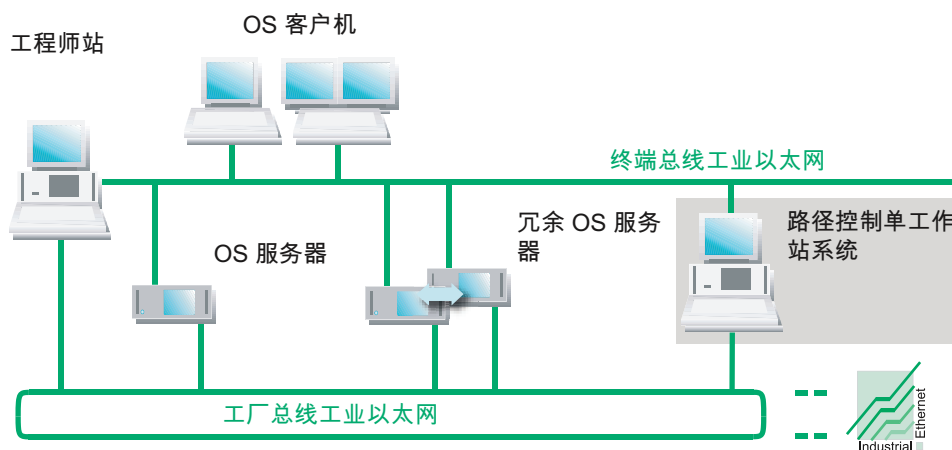 OS 客户机
工程师站
终端总线工业以太网
冗余 OS 服务
器
路径控制单工作
站系统
OS 服务器
工厂总线工业以太网
Industrial
Ethernet